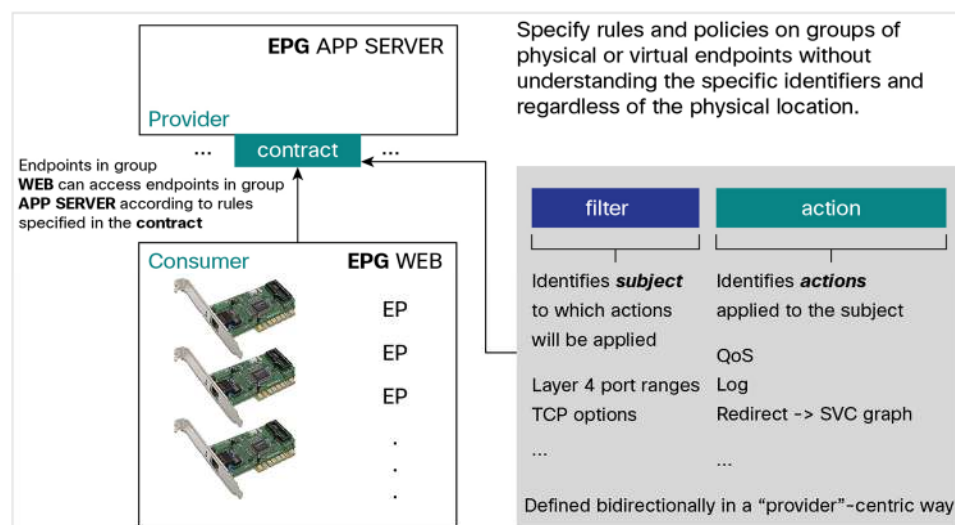 EPG APP SERVER
Provider
... contract ...
Endpoints in group
WEB can access endpoints in group
APP SERVER according to rules
specified in the contract
Consumer
EPG WEB
EP
EP
EP
.
.
.
Specify rules and policies on groups of
physical or virtual endpoints without
understanding the specific identifiers and
regardless of the physical location.
filter
Identifies subject
to which actions
will be applied
Layer 4 port ranges
TCP options
...
action
Identifies actions
applied to the subject
QoS
Log
Redirect -> SVC graph
...
Defined bidirectionally in a “provider”-centric way